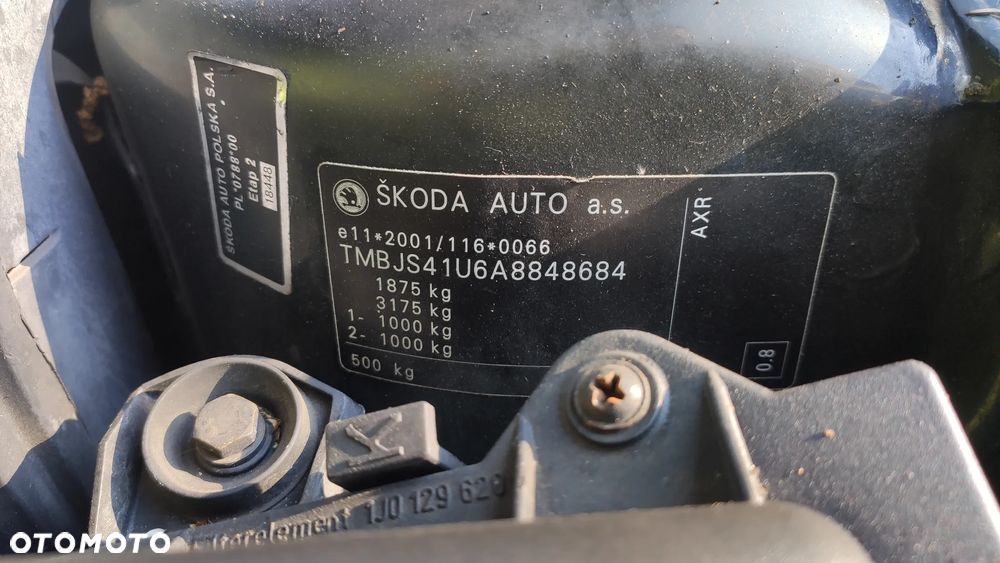 ŠKODA AUTO POLSKA S.A.
PL *0788*00
Etap 2
18448
ŠKODA AUTO a.s.
e11*2001/116*0066
TMBJS41U6A8848684
1875 kg
3175 kg
1- 1000 kg
2- 1000 kg
500 kg
AXR
0.8
K
1J0 129 620
OTOMOTO